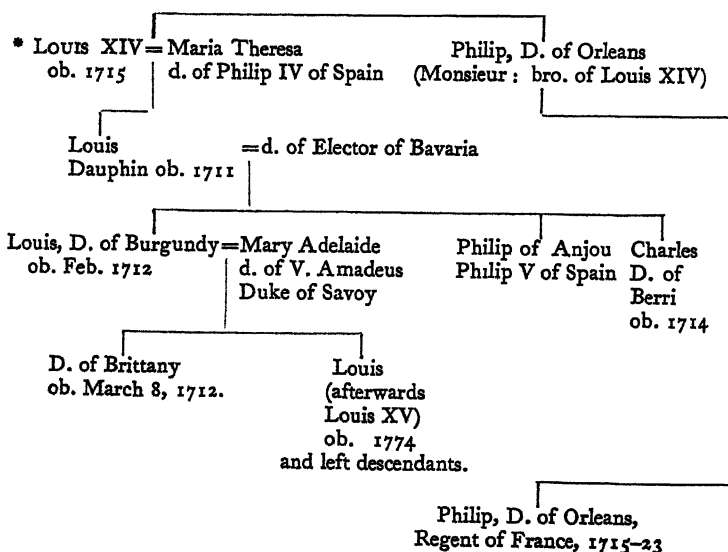 * Louis XIV = Maria Theresa
ob. 1715 d. of Philip IV of Spain
Philip, D. of Orleans
(Monsieur: bro. of Louis XIV)
Louis = d. of Elector of Bavaria
Dauphin ob. 1711
Louis, D. of Burgundy = Mary Adelaide
ob. Feb. 1712 d. of V. Amadeus
Duke of Savoy
Philip of Anjou
Philip V of Spain
Charles
D. of
Berri
ob. 1714
D. of Brittany
ob. March 8, 1712.
Louis
(afterwards
Louis XV)
ob. 1774
and left descendants.
Philip, D. of Orleans,
Regent of France, 1715–23